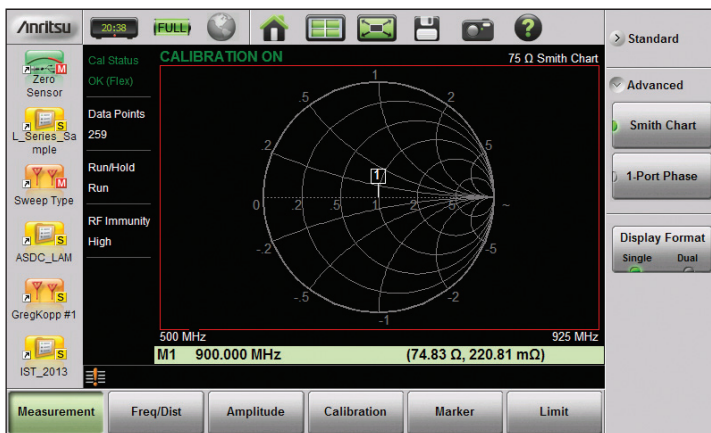 Anritsu
20:38
FULL
?
Standard
Advanced
Smith Chart
1-Port Phase
Display Format
Single Dual
M
Zero
Sensor
S
L_Series_Sa
mple
M
Sweep Type
S
ASDC_LAM
S
GregKopp #1
S
IST_2013
Cal Status
OK (Flex)
Data Points
259
Run/Hold
Run
RF Immunity
High
CALIBRATION ON
75 Ω Smith Chart
1
.5
2
.2
5
1
0 .2 .5 1 2 5 ~
-.2
-5
-.5
-2
-1
500 MHz
925 MHz
M1 900.000 MHz (74.83 Ω, 220.81 mΩ)
Measurement
Freq/Dist
Amplitude
Calibration
Marker
Limit